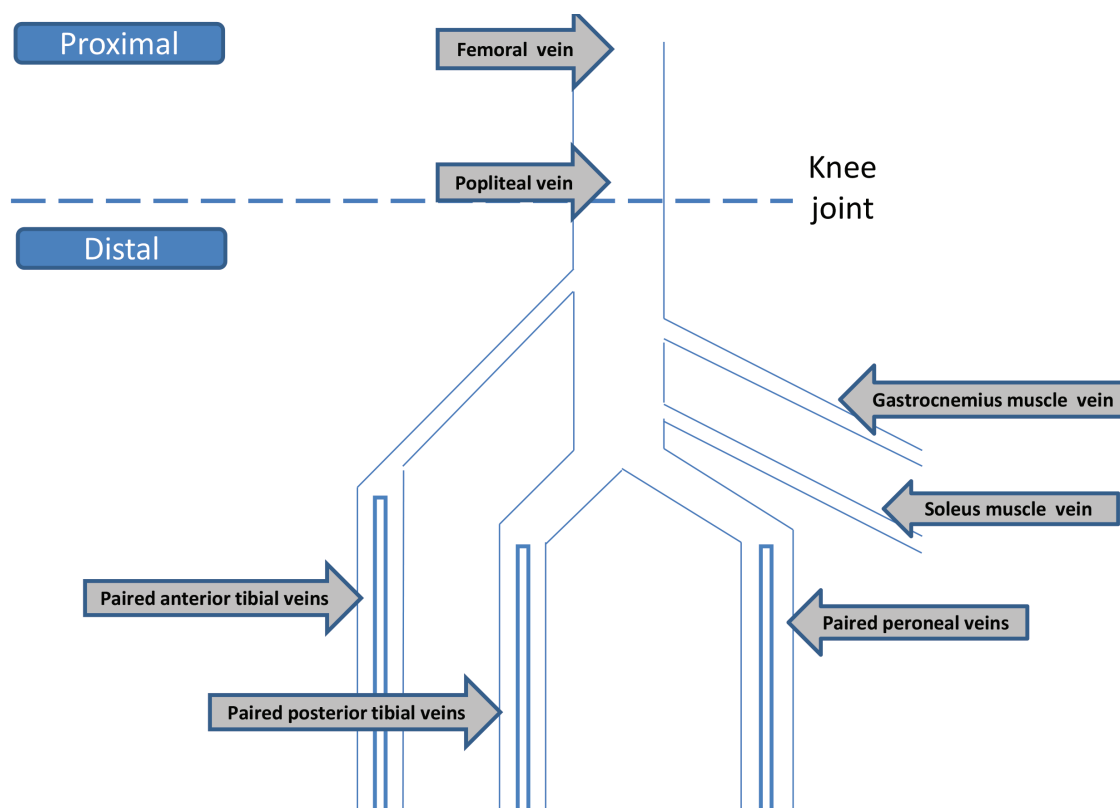 Proximal
Femoral vein
Popliteal vein
Knee
joint
Distal
Gastrocnemius muscle vein
Soleus muscle vein
Paired anterior tibial veins
Paired peroneal veins
Paired posterior tibial veins